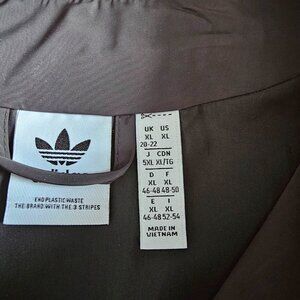 END PLASTIC WASTE
THE BRAND WITH THE 3 STRIPES
UK US
XL XL
20-22
J CDN
5XL XL/TG
D F
XL XL
46-48 48-50
E I
XL XL
46-48 52-54
MADE IN
VIETNAM